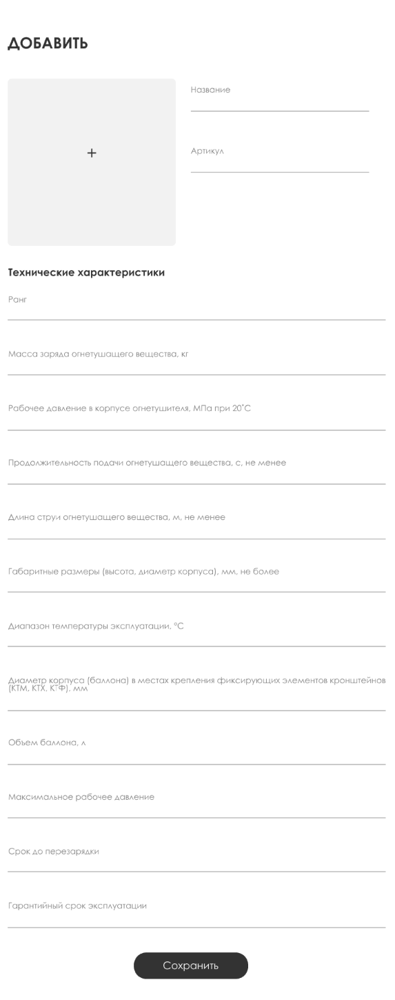 ДОБАВИТЬ
+
Название
Артикул
Технические характеристики
Ранг
Масса заряда огнетушащего вещества, кг
Рабочее давление в корпусе огнетушителя, МПа при 20˚С
Продолжительность подачи огнетушащего вещества, с, не менее
Длина струи огнетушащего вещества, м, не менее
Габаритные размеры (высота, диаметр корпуса), мм, не более
Диапазон температуры эксплуатации, °С
Диаметр корпуса (баллона) в местах крепления фиксирующих элементов кронштейнов
(КТМ, КТХ, КТФ), мм
Объем баллона, л
Максимальное рабочее давление
Срок до перезарядки
Гарантийный срок эксплуатации
Сохранить